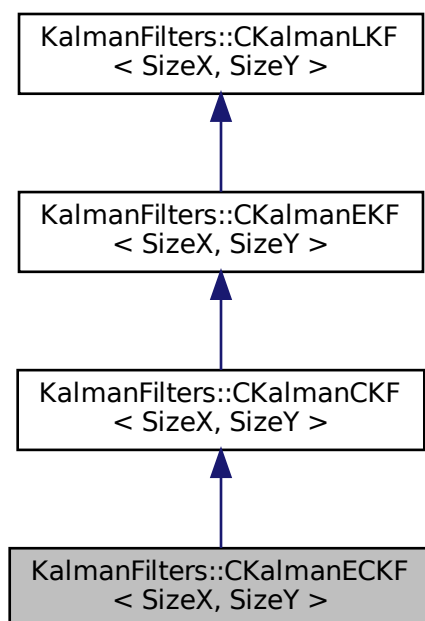 KalmanFilters::CKalmanLKF
< SizeX, SizeY >
KalmanFilters::CKalmanEKF
< SizeX, SizeY >
KalmanFilters::CKalmanCKF
< SizeX, SizeY >
KalmanFilters::CKalmanECKF
< SizeX, SizeY >